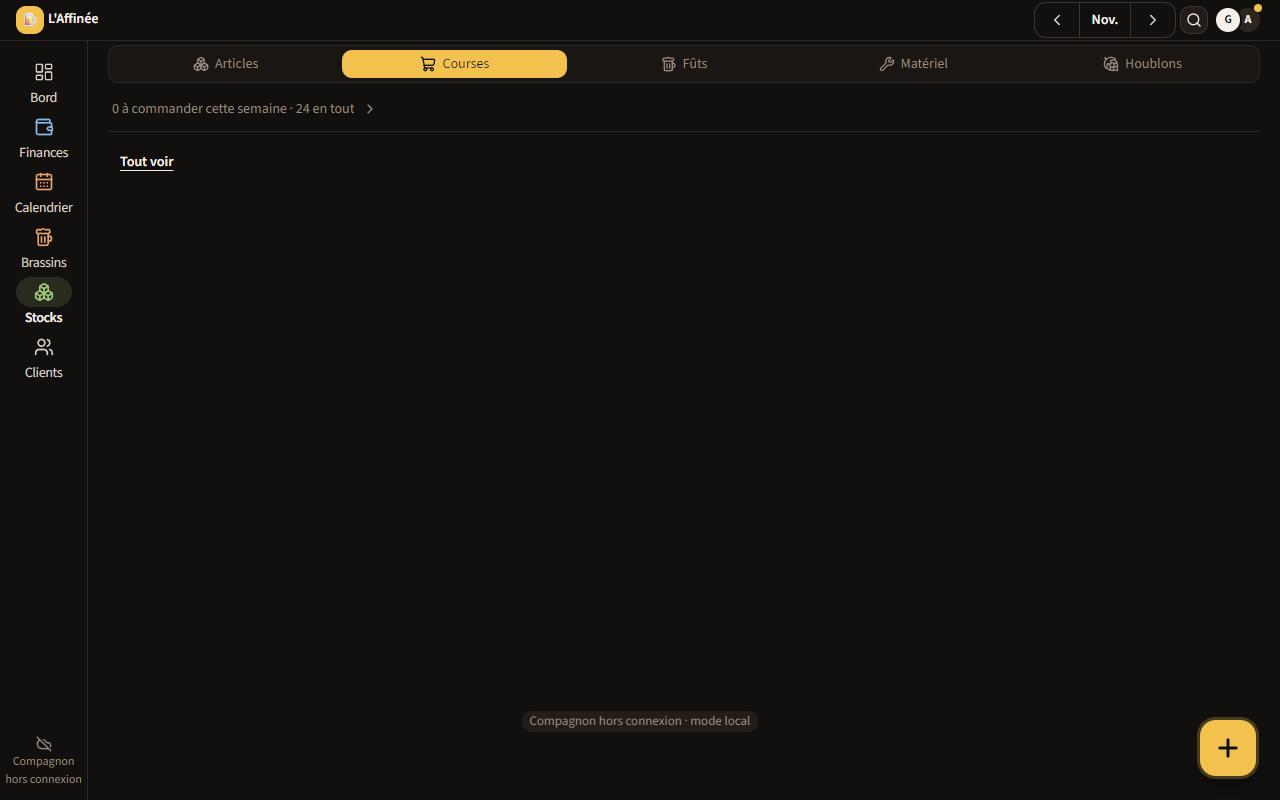 L'Affinée
Nov.
G
A
Articles
Courses
Fûts
Matériel
Houblons
Bord
Finances
Calendrier
Brassins
Stocks
Clients
0 à commander cette semaine · 24 en tout
Tout voir
Compagnon hors connexion · mode local
Compagnon
hors connexion